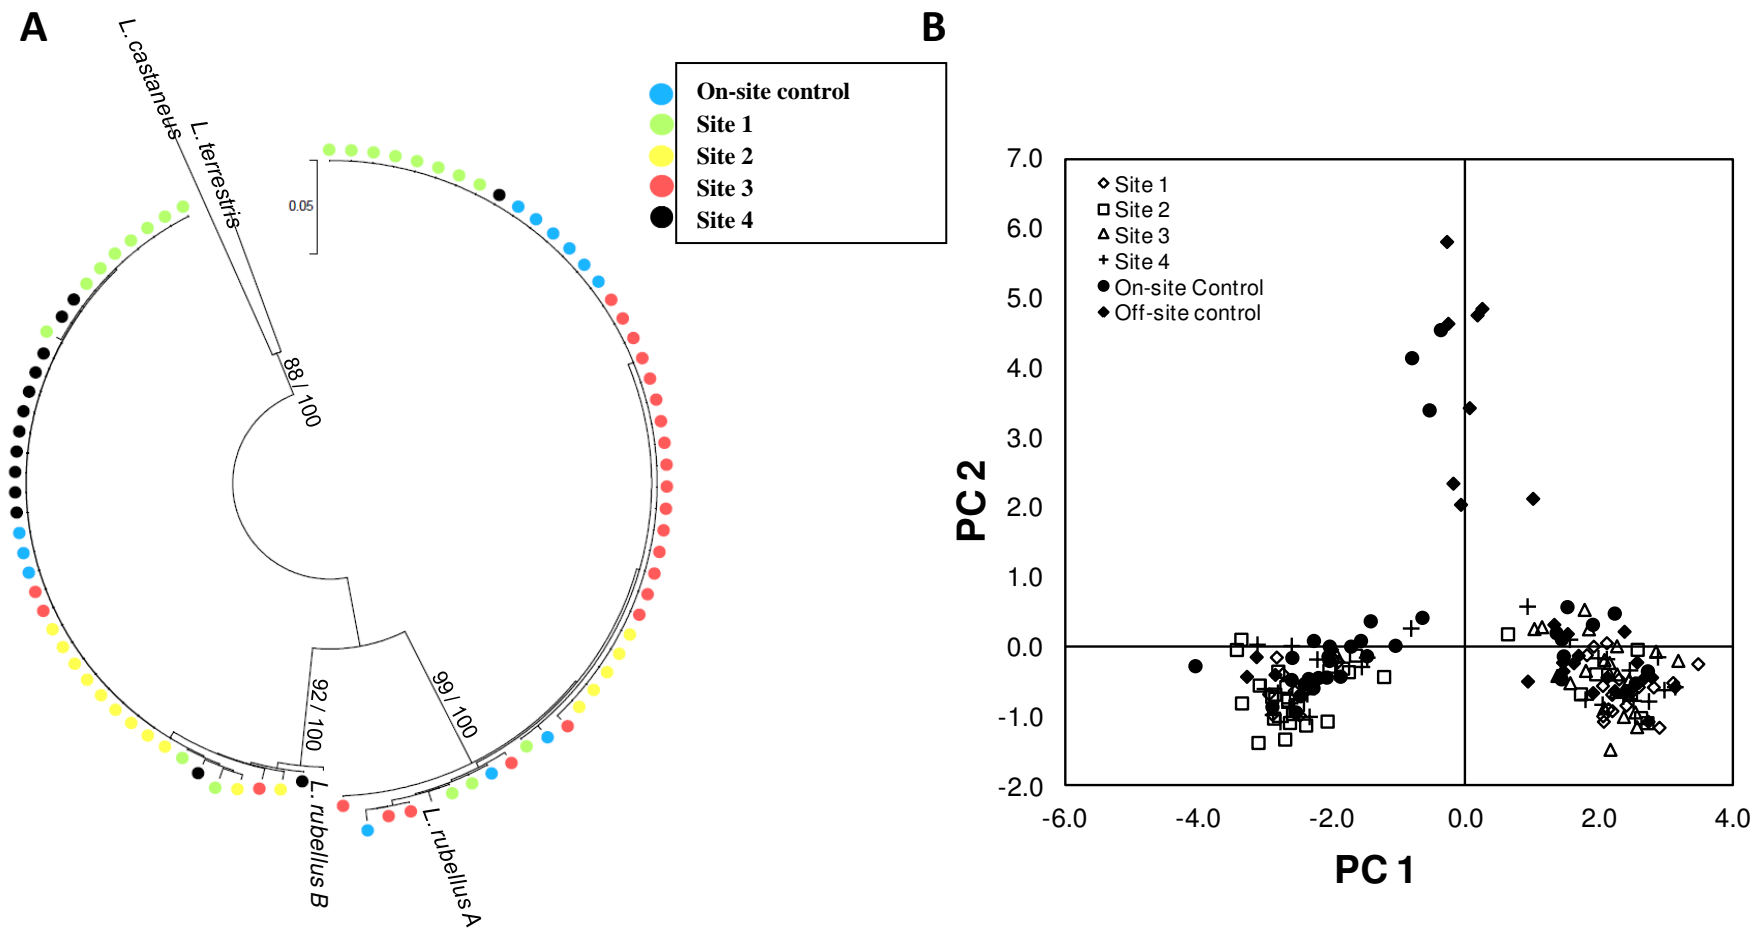 A
L. castaneus
L. terrestris
0.05
88 / 100
92 / 100
99 / 100
L. rubellus B
L. rubellus A
On-site control
Site 1
Site 2
Site 3
Site 4
B
7.0
6.0
5.0
4.0
3.0
2.0
1.0
0.0
-1.0
-2.0
PC 2
Site 1
Site 2
Site 3
Site 4
On-site Control
Off-site control
-6.0 -4.0 -2.0 0.0 2.0 4.0
PC 1